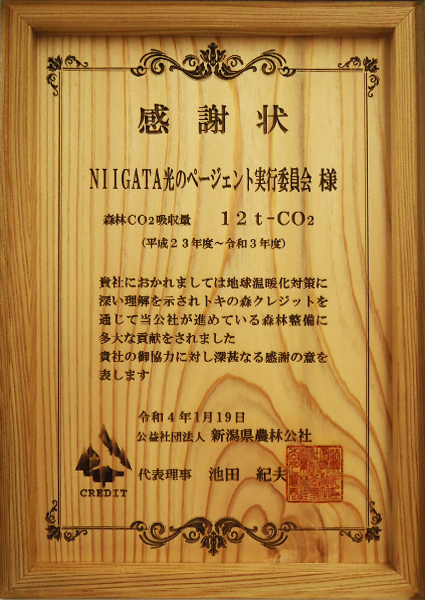 感謝状
NIIGATA光のページェント実行委員会 様
森林CO2吸収量 12t-CO2
(平成23年度～令和3年度)
貴社におかれましては地球温暖化対策に
深い理解を示されトキの森クレジットを
通じて当公社が進めている森林整備に
多大な貢献をされました
貴社の御協力に対し深甚なる感謝の意を
表します
令和4年1月19日
公益社団法人 新潟県農林公社
代表理事 池田 紀夫
CREDIT